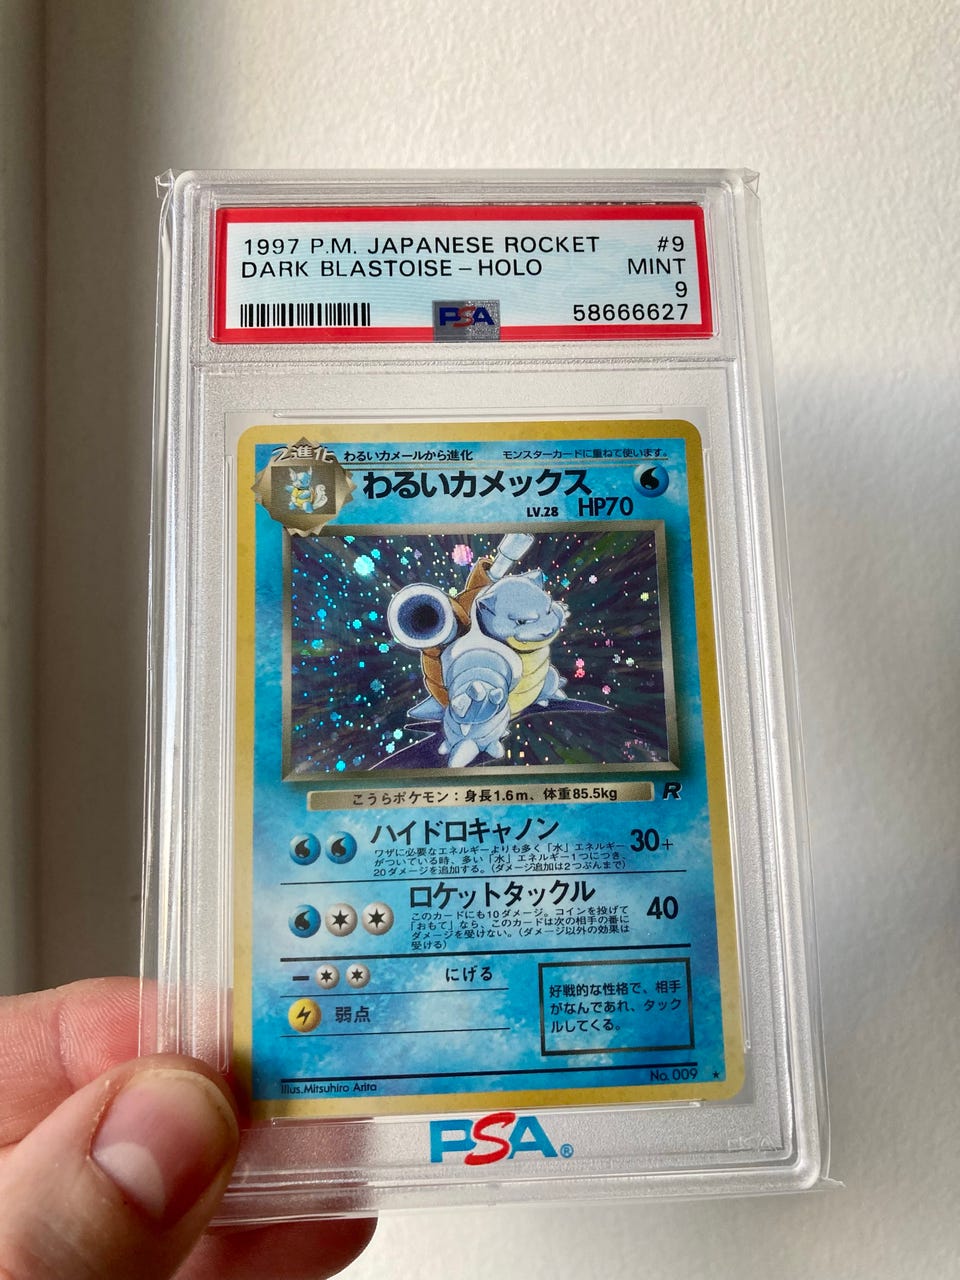 1997 P.M. JAPANESE ROCKET #9
DARK BLASTOISE - HOLO MINT
9
PSA 58666627
2進化 わるいカメールから進化 モンスターカードに重ねて使います。
わるいカメックス
LV.28 HP70
こうらポケモン：身長1.6m、体重85.5kg R
ハイドロキャノン 30+
ワザに必要なエネルギーよりも多く「水」エネルギー
がついている時、多い「水」エネルギー1つにつき、
20ダメージを追加する。（ダメージ追加は2つぶんまで）
ロケットタックル 40
このカードにも10ダメージ。コインを投げて
「おもて」なら、このカードは次の相手の番に
ダメージを受けない。（ダメージ以外の効果は
受ける）
にげる
弱点
好戦的な性格で、相手
がなんであれ、タック
ルしてくる。
Illus.Mitsuhiro Arita No.009 ★
PSA®